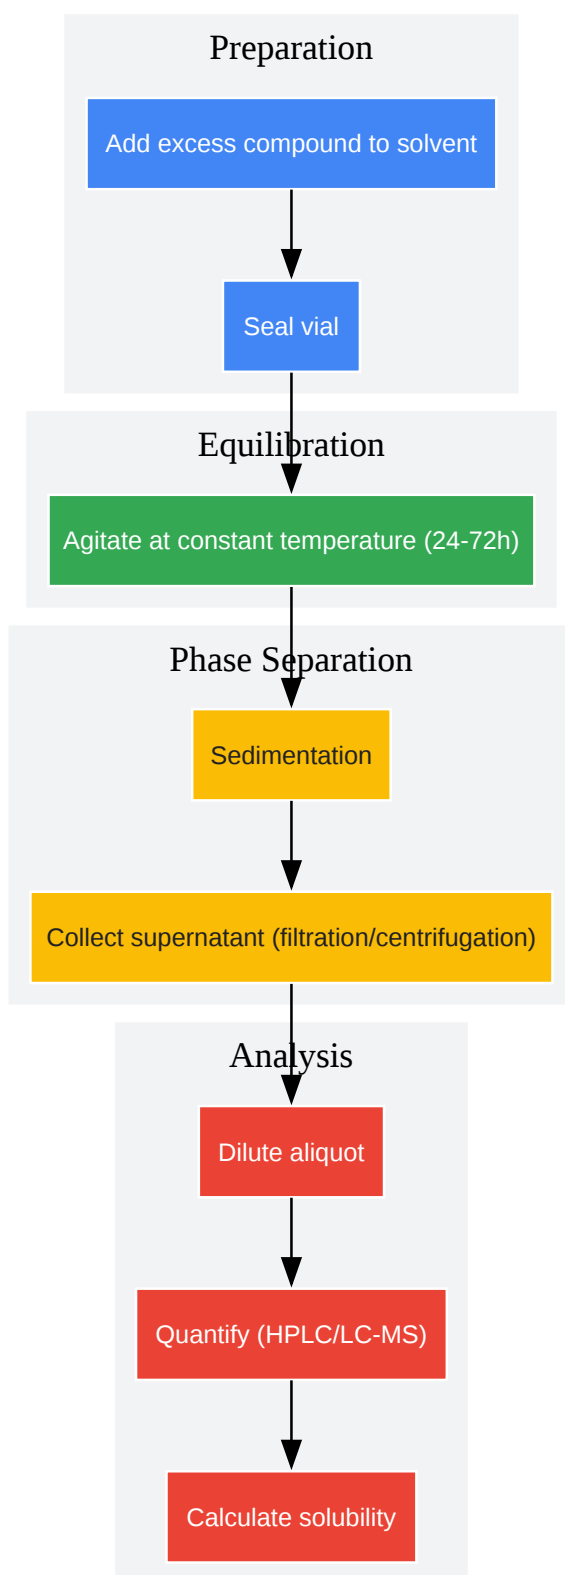 Preparation
Add excess compound to solvent
Seal vial
Equilibration
Agitate at constant temperature (24-72h)
Phase Separation
Sedimentation
Collect supernatant (filtration/centrifugation)
Analysis
Dilute aliquot
Quantify (HPLC/LC-MS)
Calculate solubility